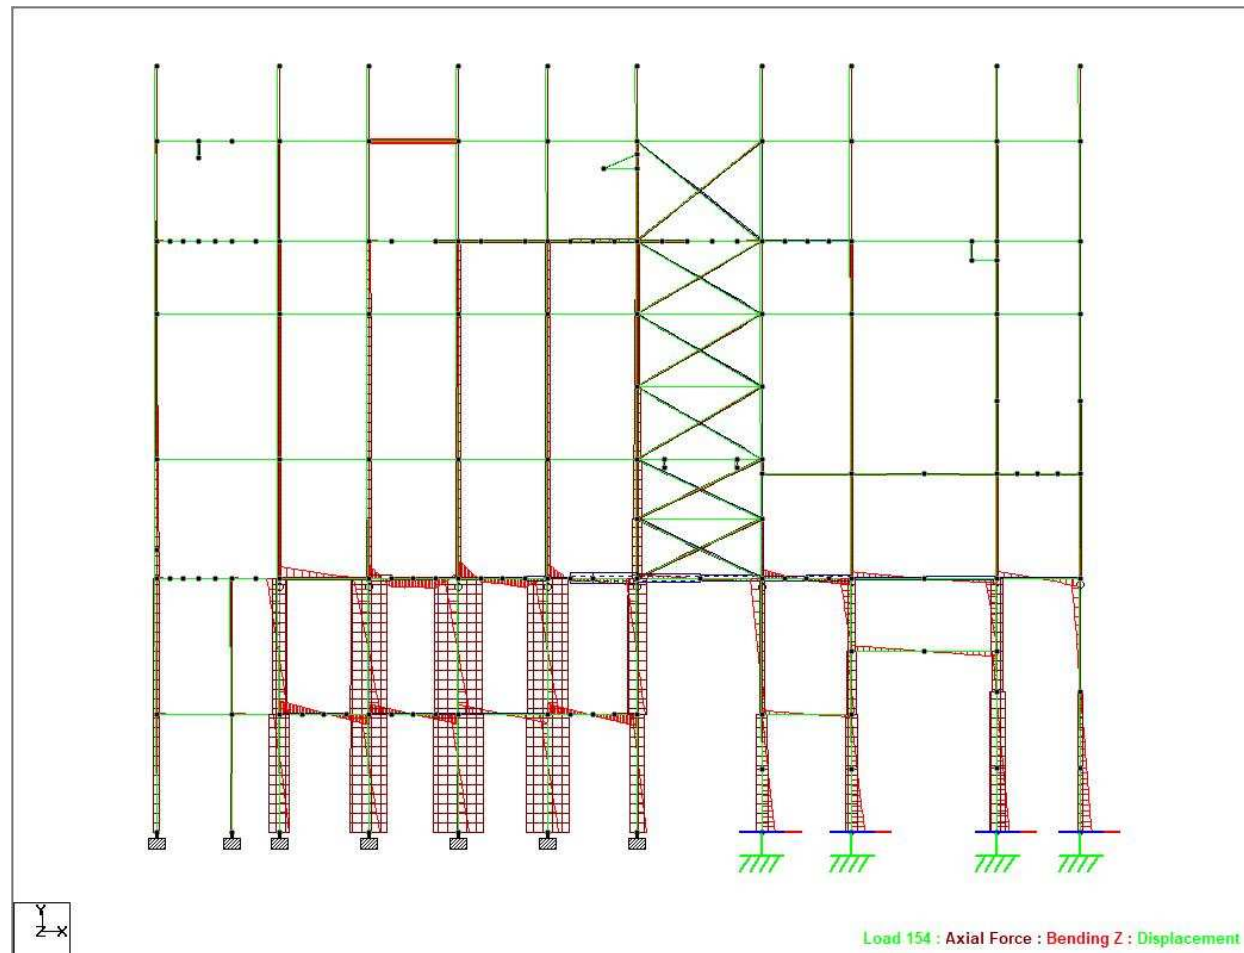 Y
Z X
Load 154 : Axial Force : Bending Z : Displacement